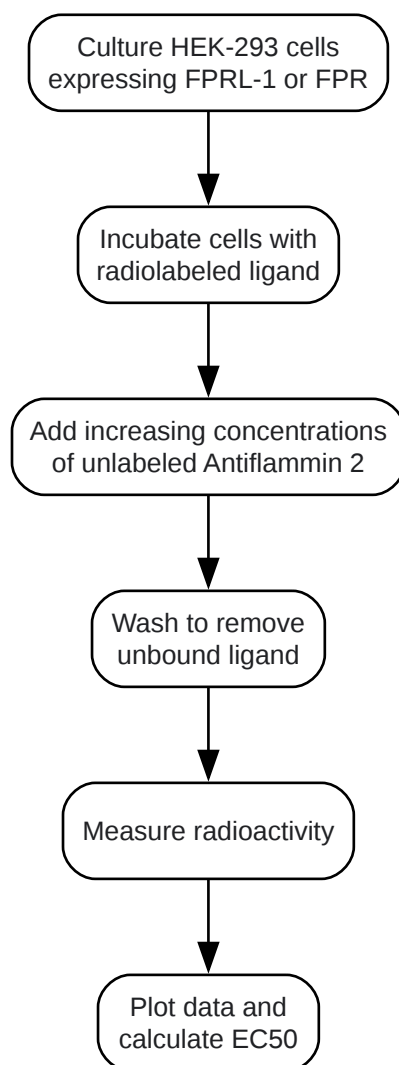 Culture HEK-293 cells
expressing FPRL-1 or FPR
Incubate cells with
radiolabeled ligand
Add increasing concentrations
of unlabeled Antiflammin 2
Wash to remove
unbound ligand
Measure radioactivity
Plot data and
calculate EC50